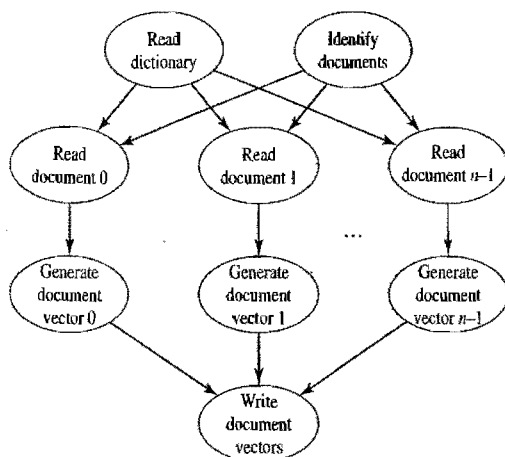 Read
dictionary
Identify
documents
Read
document 0
Read
document 1
Read
document n–1
...
Generate
document
vector 0
Generate
document
vector 1
Generate
document
vector n–1
Write
document
vectors